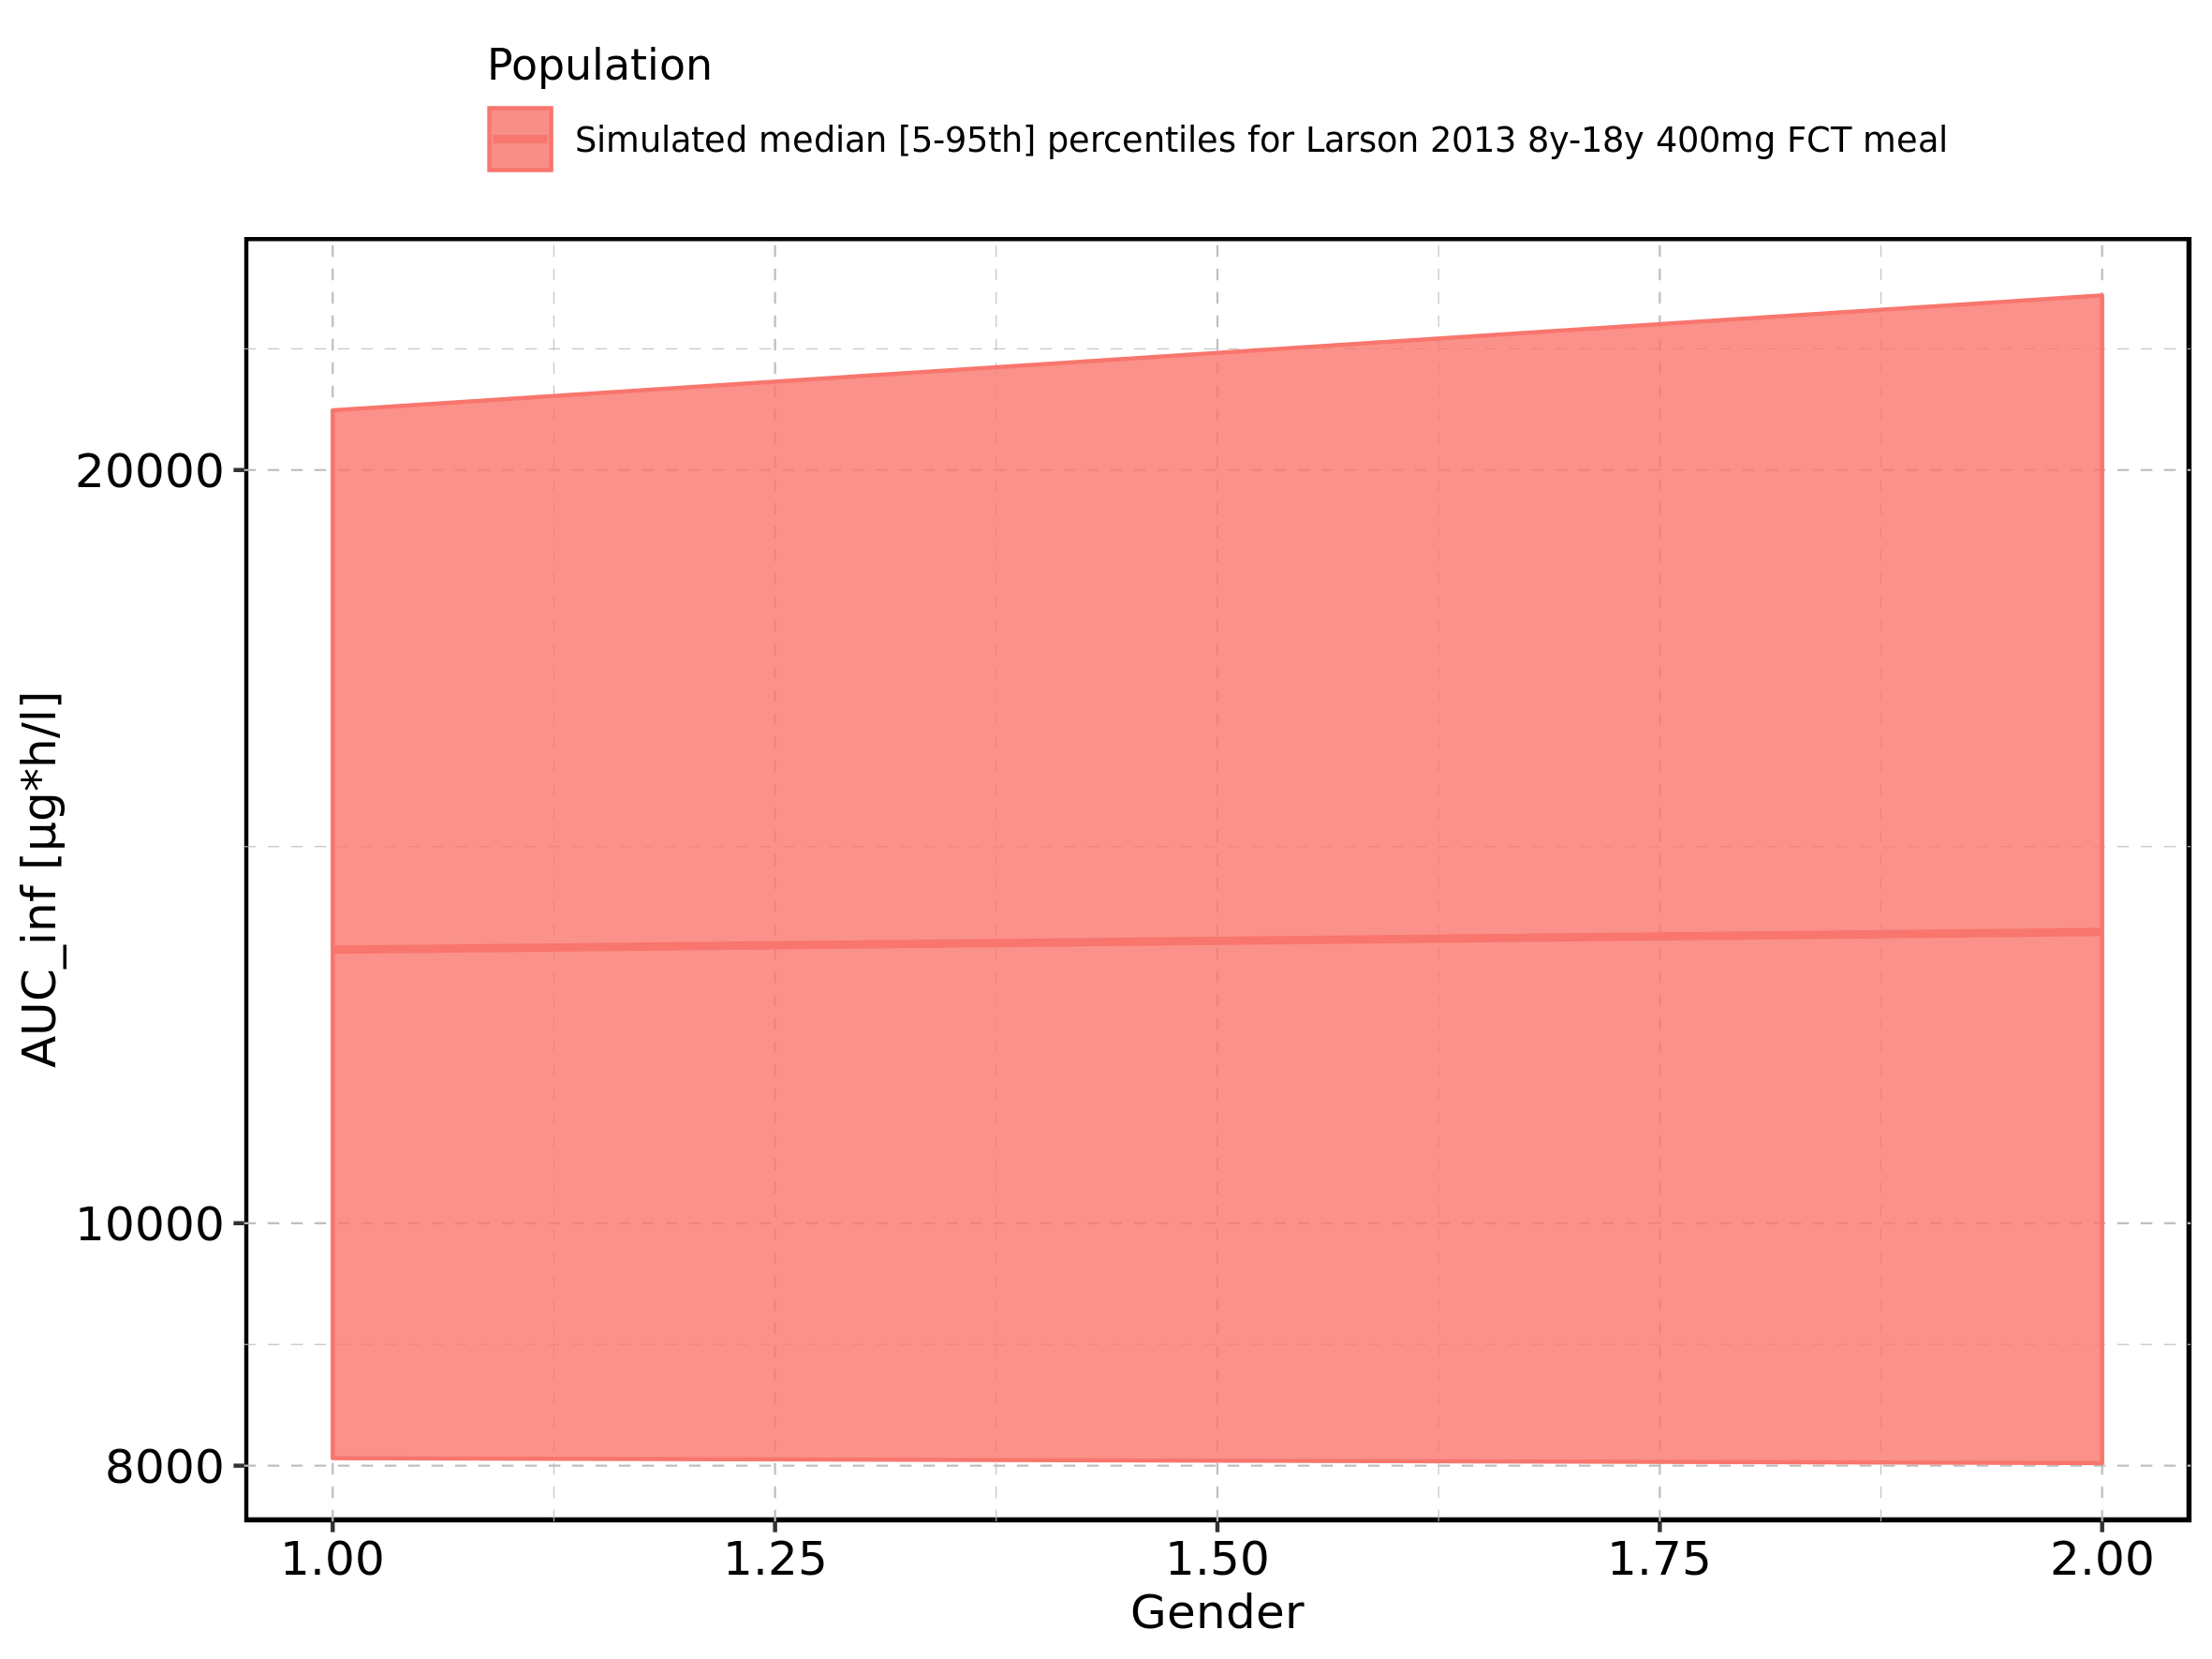 Population
Simulated median [5-95th] percentiles for Larson 2013 8y-18y 400mg FCT meal
AUC_inf [µg*h/l]
20000
10000
8000
1.00 1.25 1.50 1.75 2.00
Gender